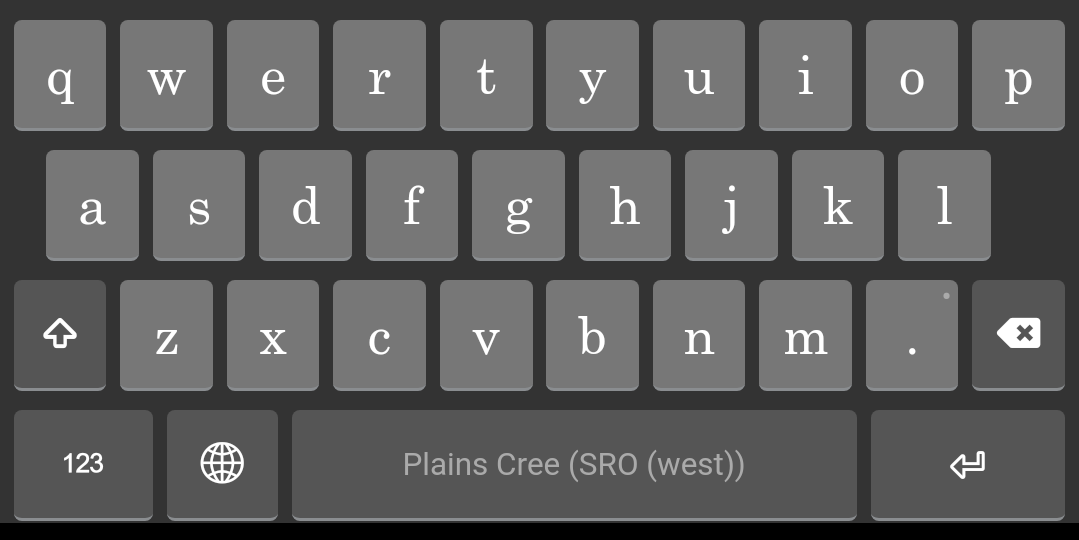 q w e r t y u i o p
a s d f g h j k l
z x c v b n m .
123 Plains Cree (SRO (west))